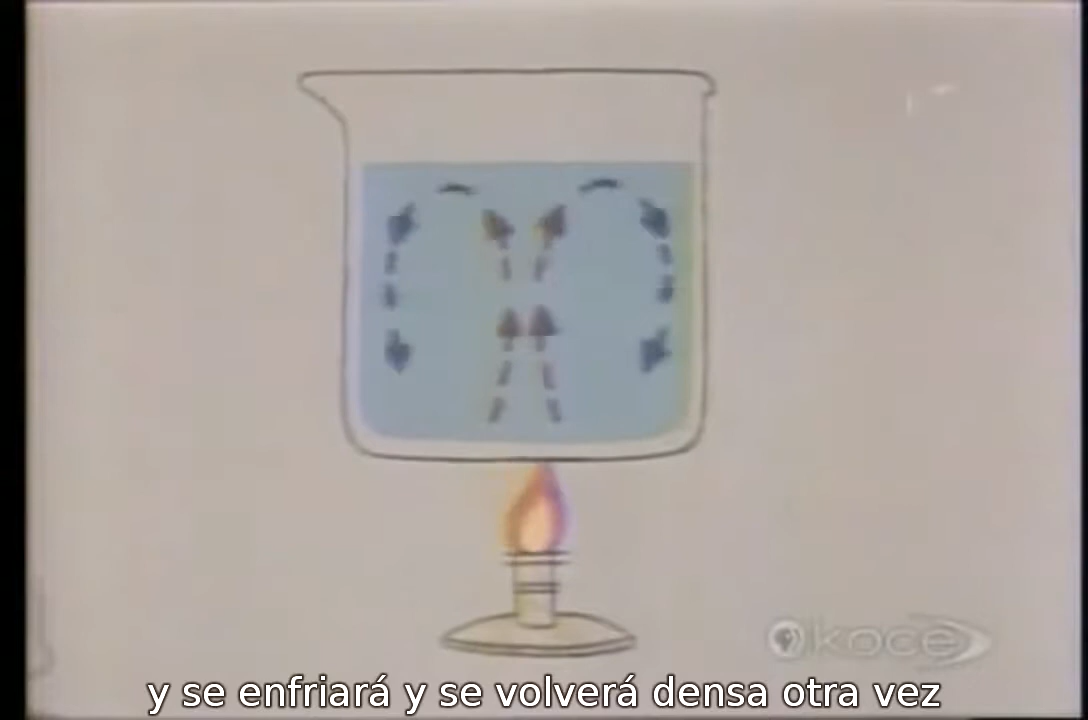 koce
y se enfriará y se volverá densa otra vez